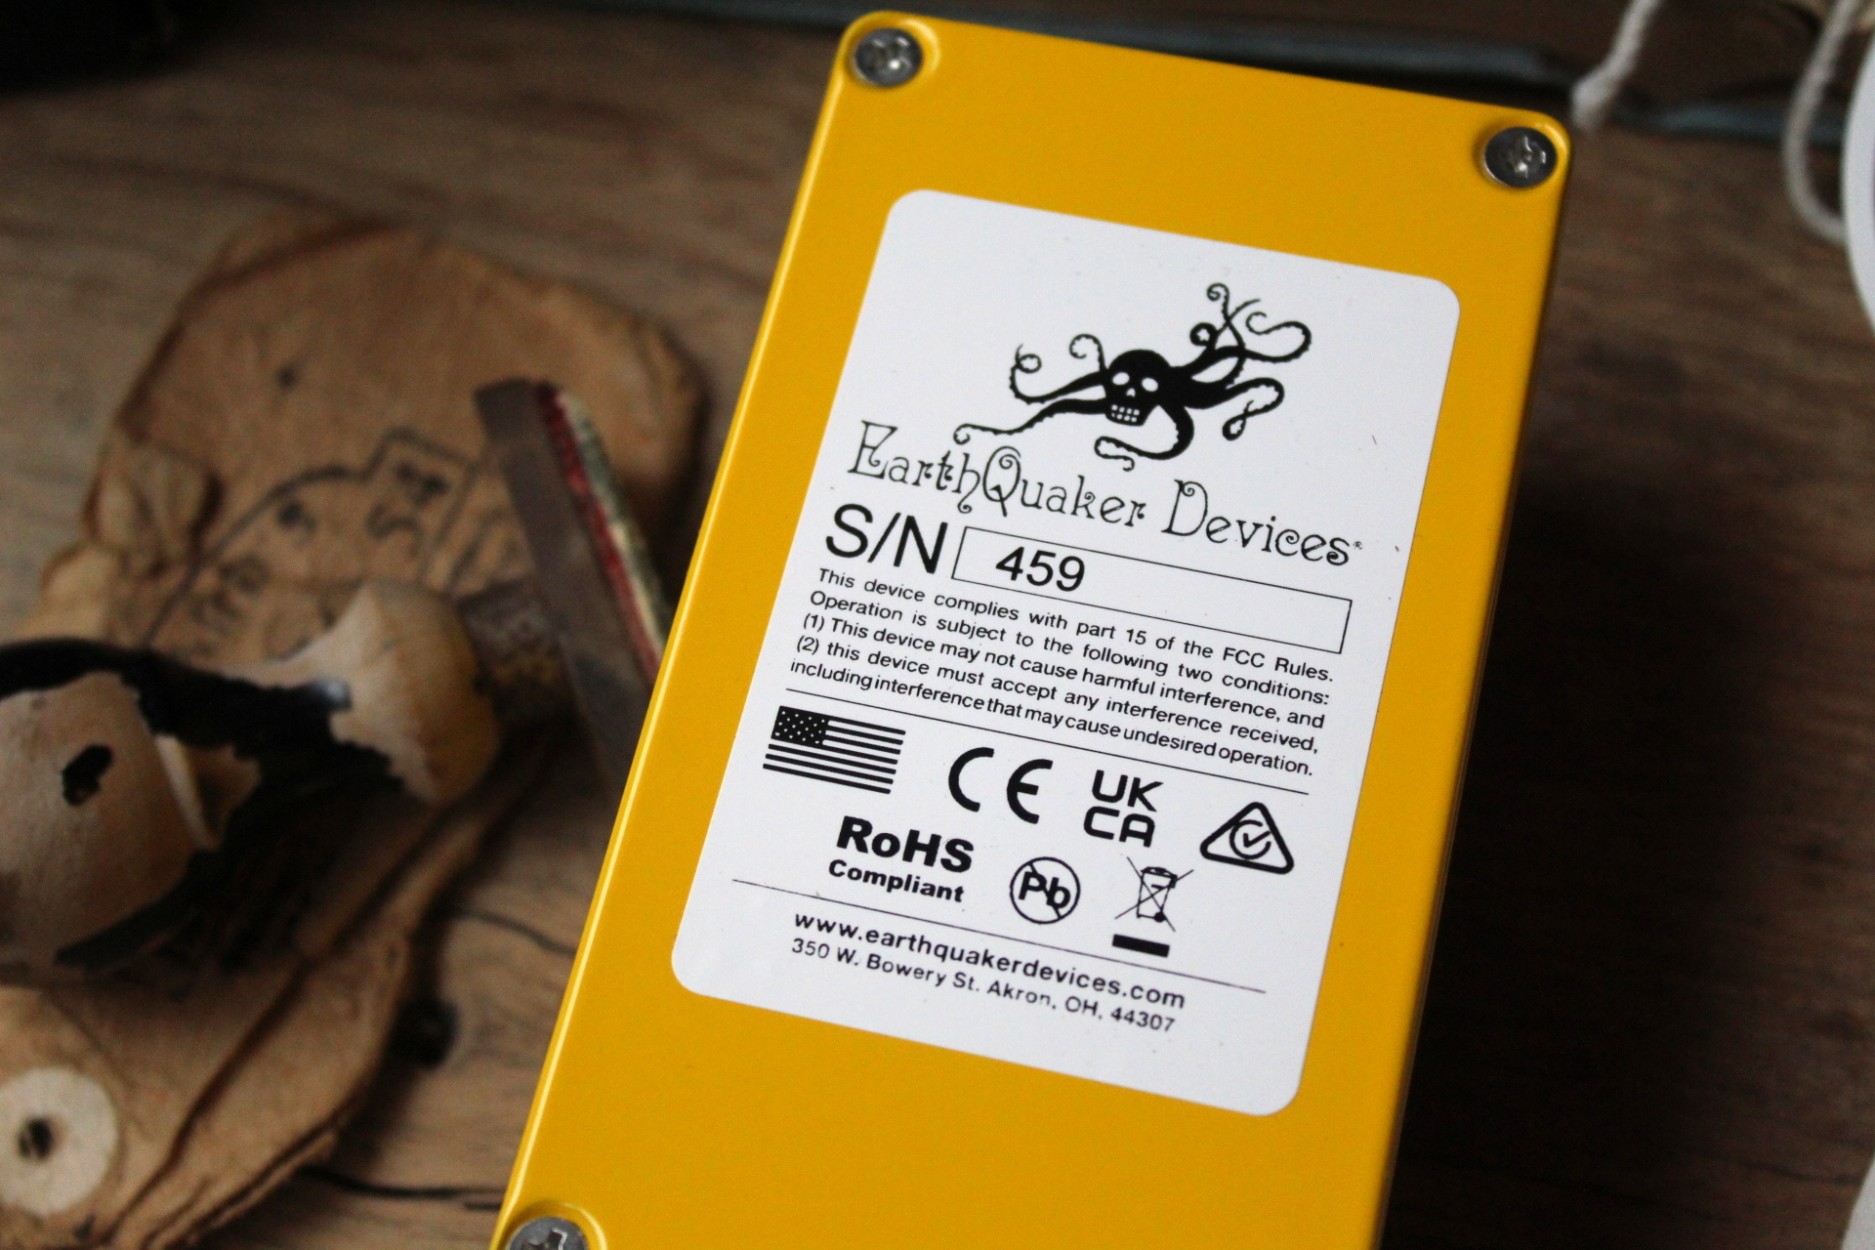 EarthQuaker Devices®
S/N 459
This device complies with part 15 of the FCC Rules.
Operation is subject to the following two conditions:
(1) This device may not cause harmful interference, and
(2) this device must accept any interference received,
including interference that may cause undesired operation.
CE
UK
CA
RoHS
Compliant
Pb
www.earthquakerdevices.com
350 W. Bowery St. Akron, OH, 44307
54